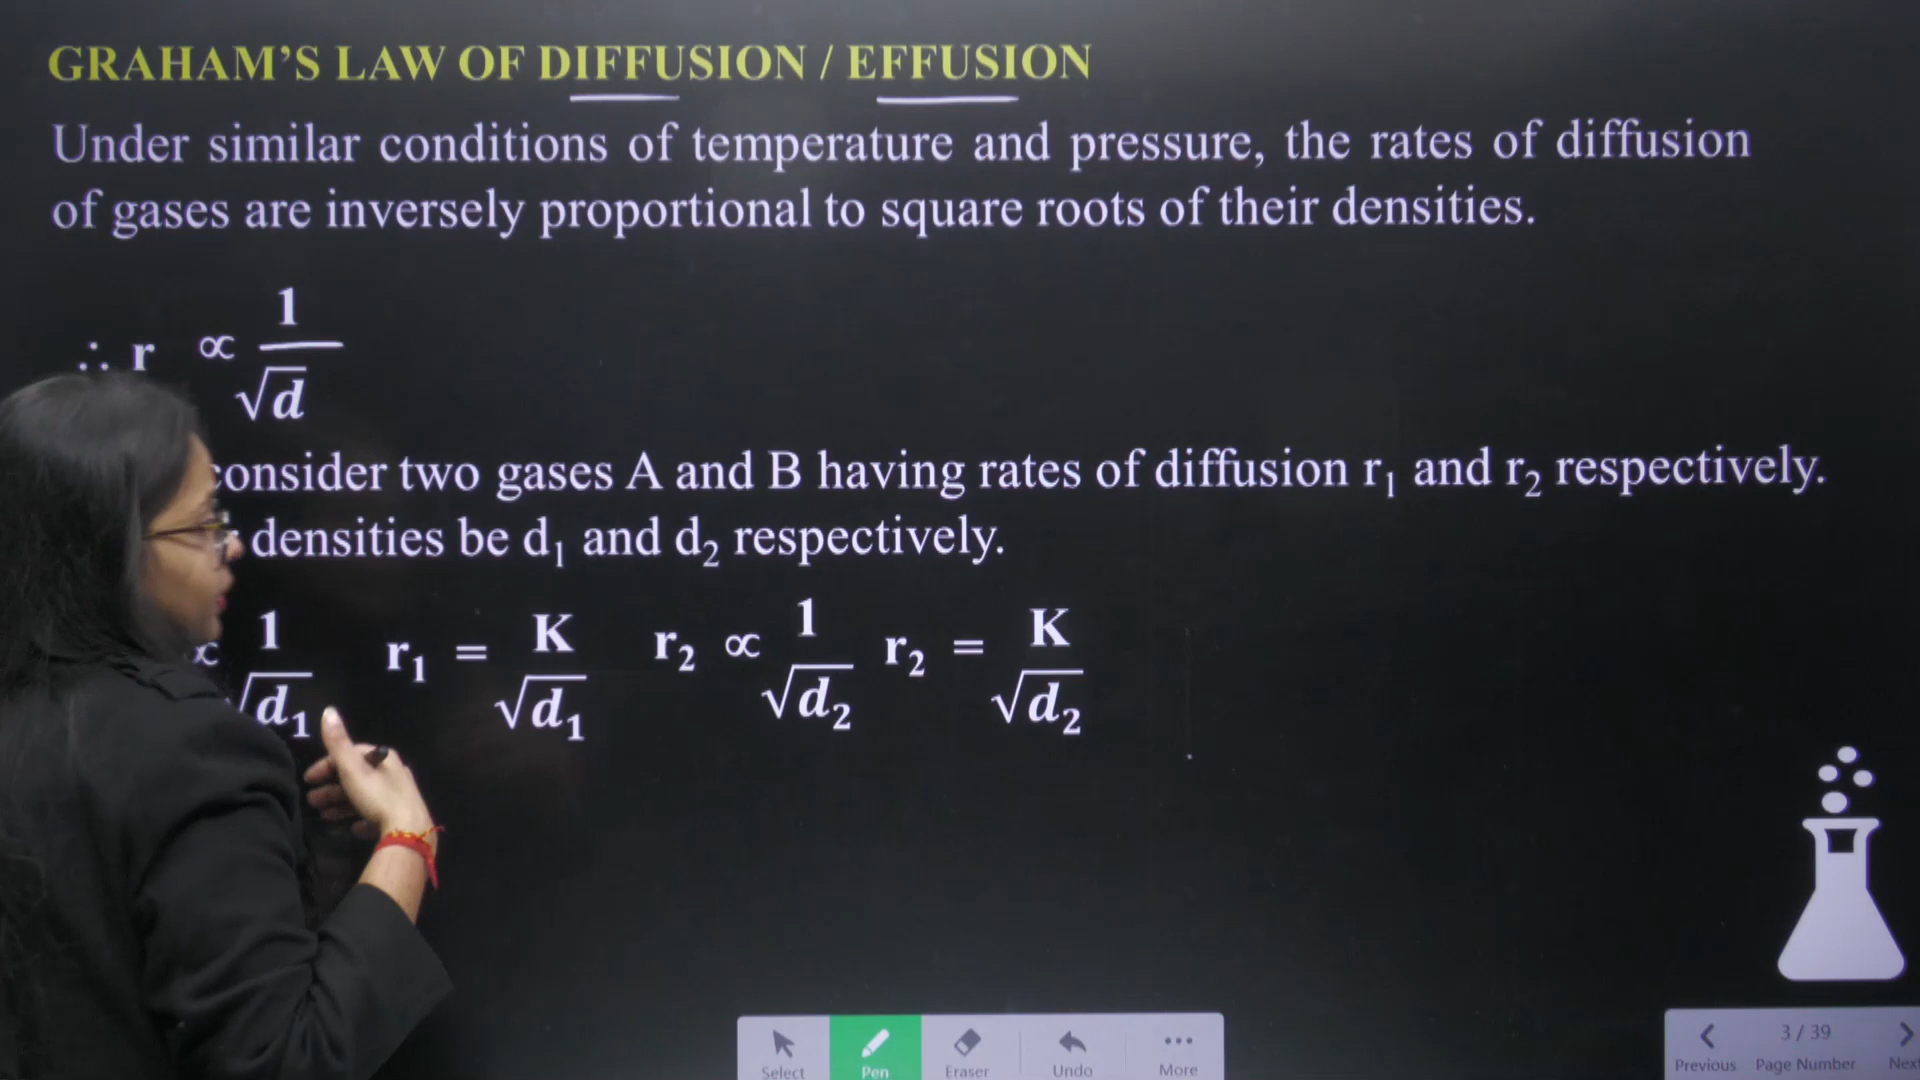 GRAHAM'S LAW OF DIFFUSION / EFFUSION
Under similar conditions of temperature and pressure, the rates of diffusion
of gases are inversely proportional to square roots of their densities.
∴ r ∝ 1/√d
consider two gases A and B having rates of diffusion r₁ and r₂ respectively.
densities be d₁ and d₂ respectively.
∝ 1/√d₁ r₁ = K/√d₁ r₂ ∝ 1/√d₂ r₂ = K/√d₂
Select Pen Eraser Undo More
3 / 39
Previous Page Number Next